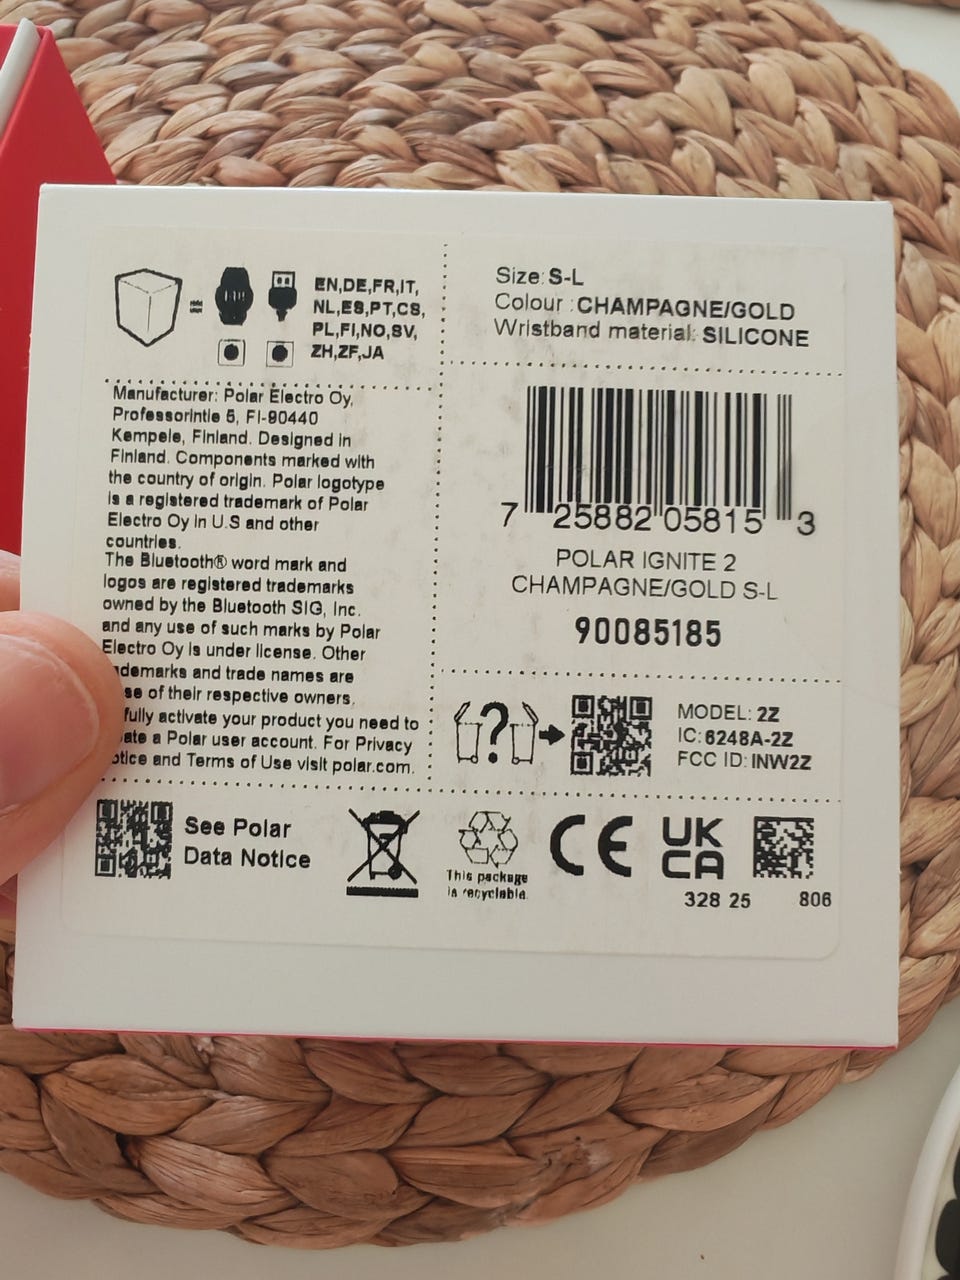 EN,DE,FR,IT,
NL,ES,PT,CS,
PL,FI,NO,SV,
ZH,ZF,JA
Size: S-L
Colour : CHAMPAGNE/GOLD
Wristband material: SILICONE
Manufacturer: Polar Electro Oy,
Professorintie 5, FI-90440
Kempele, Finland. Designed in
Finland. Components marked with
the country of origin. Polar logotype
is a registered trademark of Polar
Electro Oy in U.S and other
countries.
The Bluetooth® word mark and
logos are registered trademarks
owned by the Bluetooth SIG, Inc.
and any use of such marks by Polar
Electro Oy is under license. Other
demarks and trade names are
se of their respective owners.
fully activate your product you need to
ate a Polar user account. For Privacy
otice and Terms of Use visit polar.com.
7 25882 05815 3
POLAR IGNITE 2
CHAMPAGNE/GOLD S-L
90085185
?
MODEL: 2Z
IC: 6248A-2Z
FCC ID: INW2Z
See Polar
Data Notice
This package
is recyclable.
CE
UK
CA
328 25
806